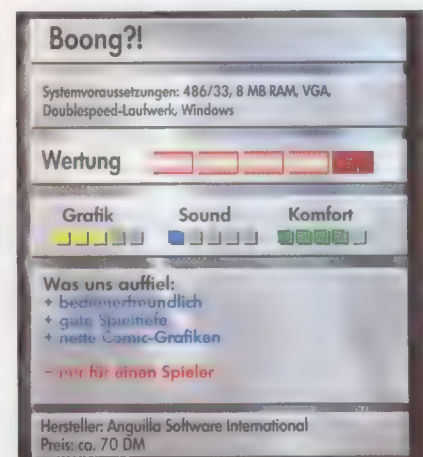 Boong?!
Systemvoraussetzungen: 486/33, 8 MB RAM, VGA,
Doublespeed-Laufwerk, Windows
Wertung
Grafik Sound Komfort
Was uns auffiel:
+ bedienerfreundlich
+ gute Spieltiefe
+ nette Comic-Grafiken
– nur für einen Spieler
Hersteller: Anguilla Software International
Preis: ca. 70 DM